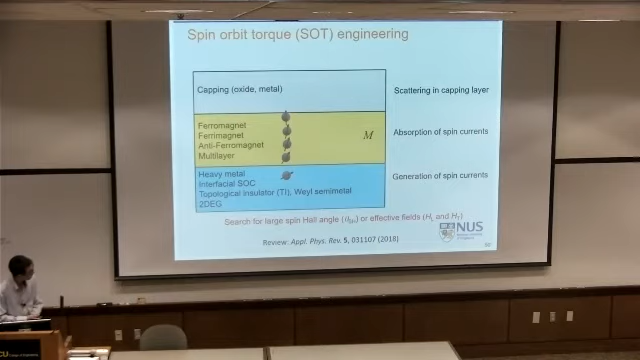 Spin orbit torque (SOT) engineering
Capping (oxide, metal)
Scattering in capping layer
Ferromagnet
Ferrimagnet
Anti-Ferromagnet
Multilayer
M
Absorption of spin currents
Heavy metal
Interfacial SOC
Topological insulator (TI), Weyl semimetal
2DEG
Generation of spin currents
Search for large spin Hall angle (θSH) or effective fields (HL and HT)
NUS
Review: Appl. Phys. Rev. 5, 031107 (2018)
CU